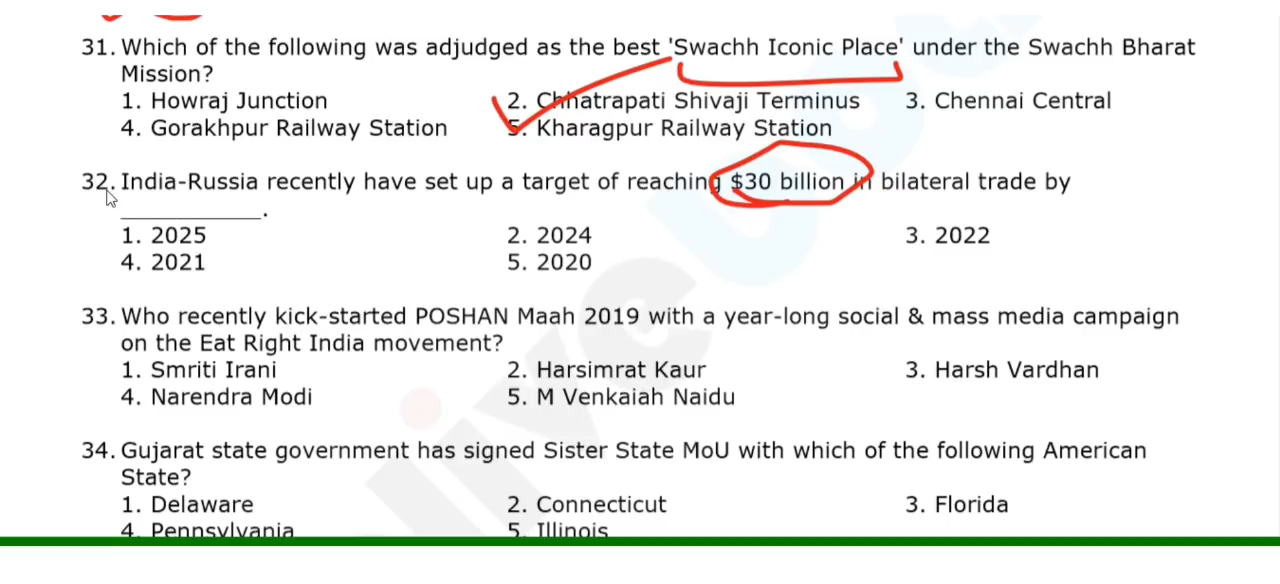 31. Which of the following was adjudged as the best 'Swachh Iconic Place' under the Swachh Bharat
Mission?
1. Howraj Junction 2. Chhatrapati Shivaji Terminus 3. Chennai Central
4. Gorakhpur Railway Station 5. Kharagpur Railway Station
32. India-Russia recently have set up a target of reaching $30 billion in bilateral trade by
____________.
1. 2025 2. 2024 3. 2022
4. 2021 5. 2020
33. Who recently kick-started POSHAN Maah 2019 with a year-long social & mass media campaign
on the Eat Right India movement?
1. Smriti Irani 2. Harsimrat Kaur 3. Harsh Vardhan
4. Narendra Modi 5. M Venkaiah Naidu
34. Gujarat state government has signed Sister State MoU with which of the following American
State?
1. Delaware 2. Connecticut 3. Florida
4. Pennsylvania 5. Illinois